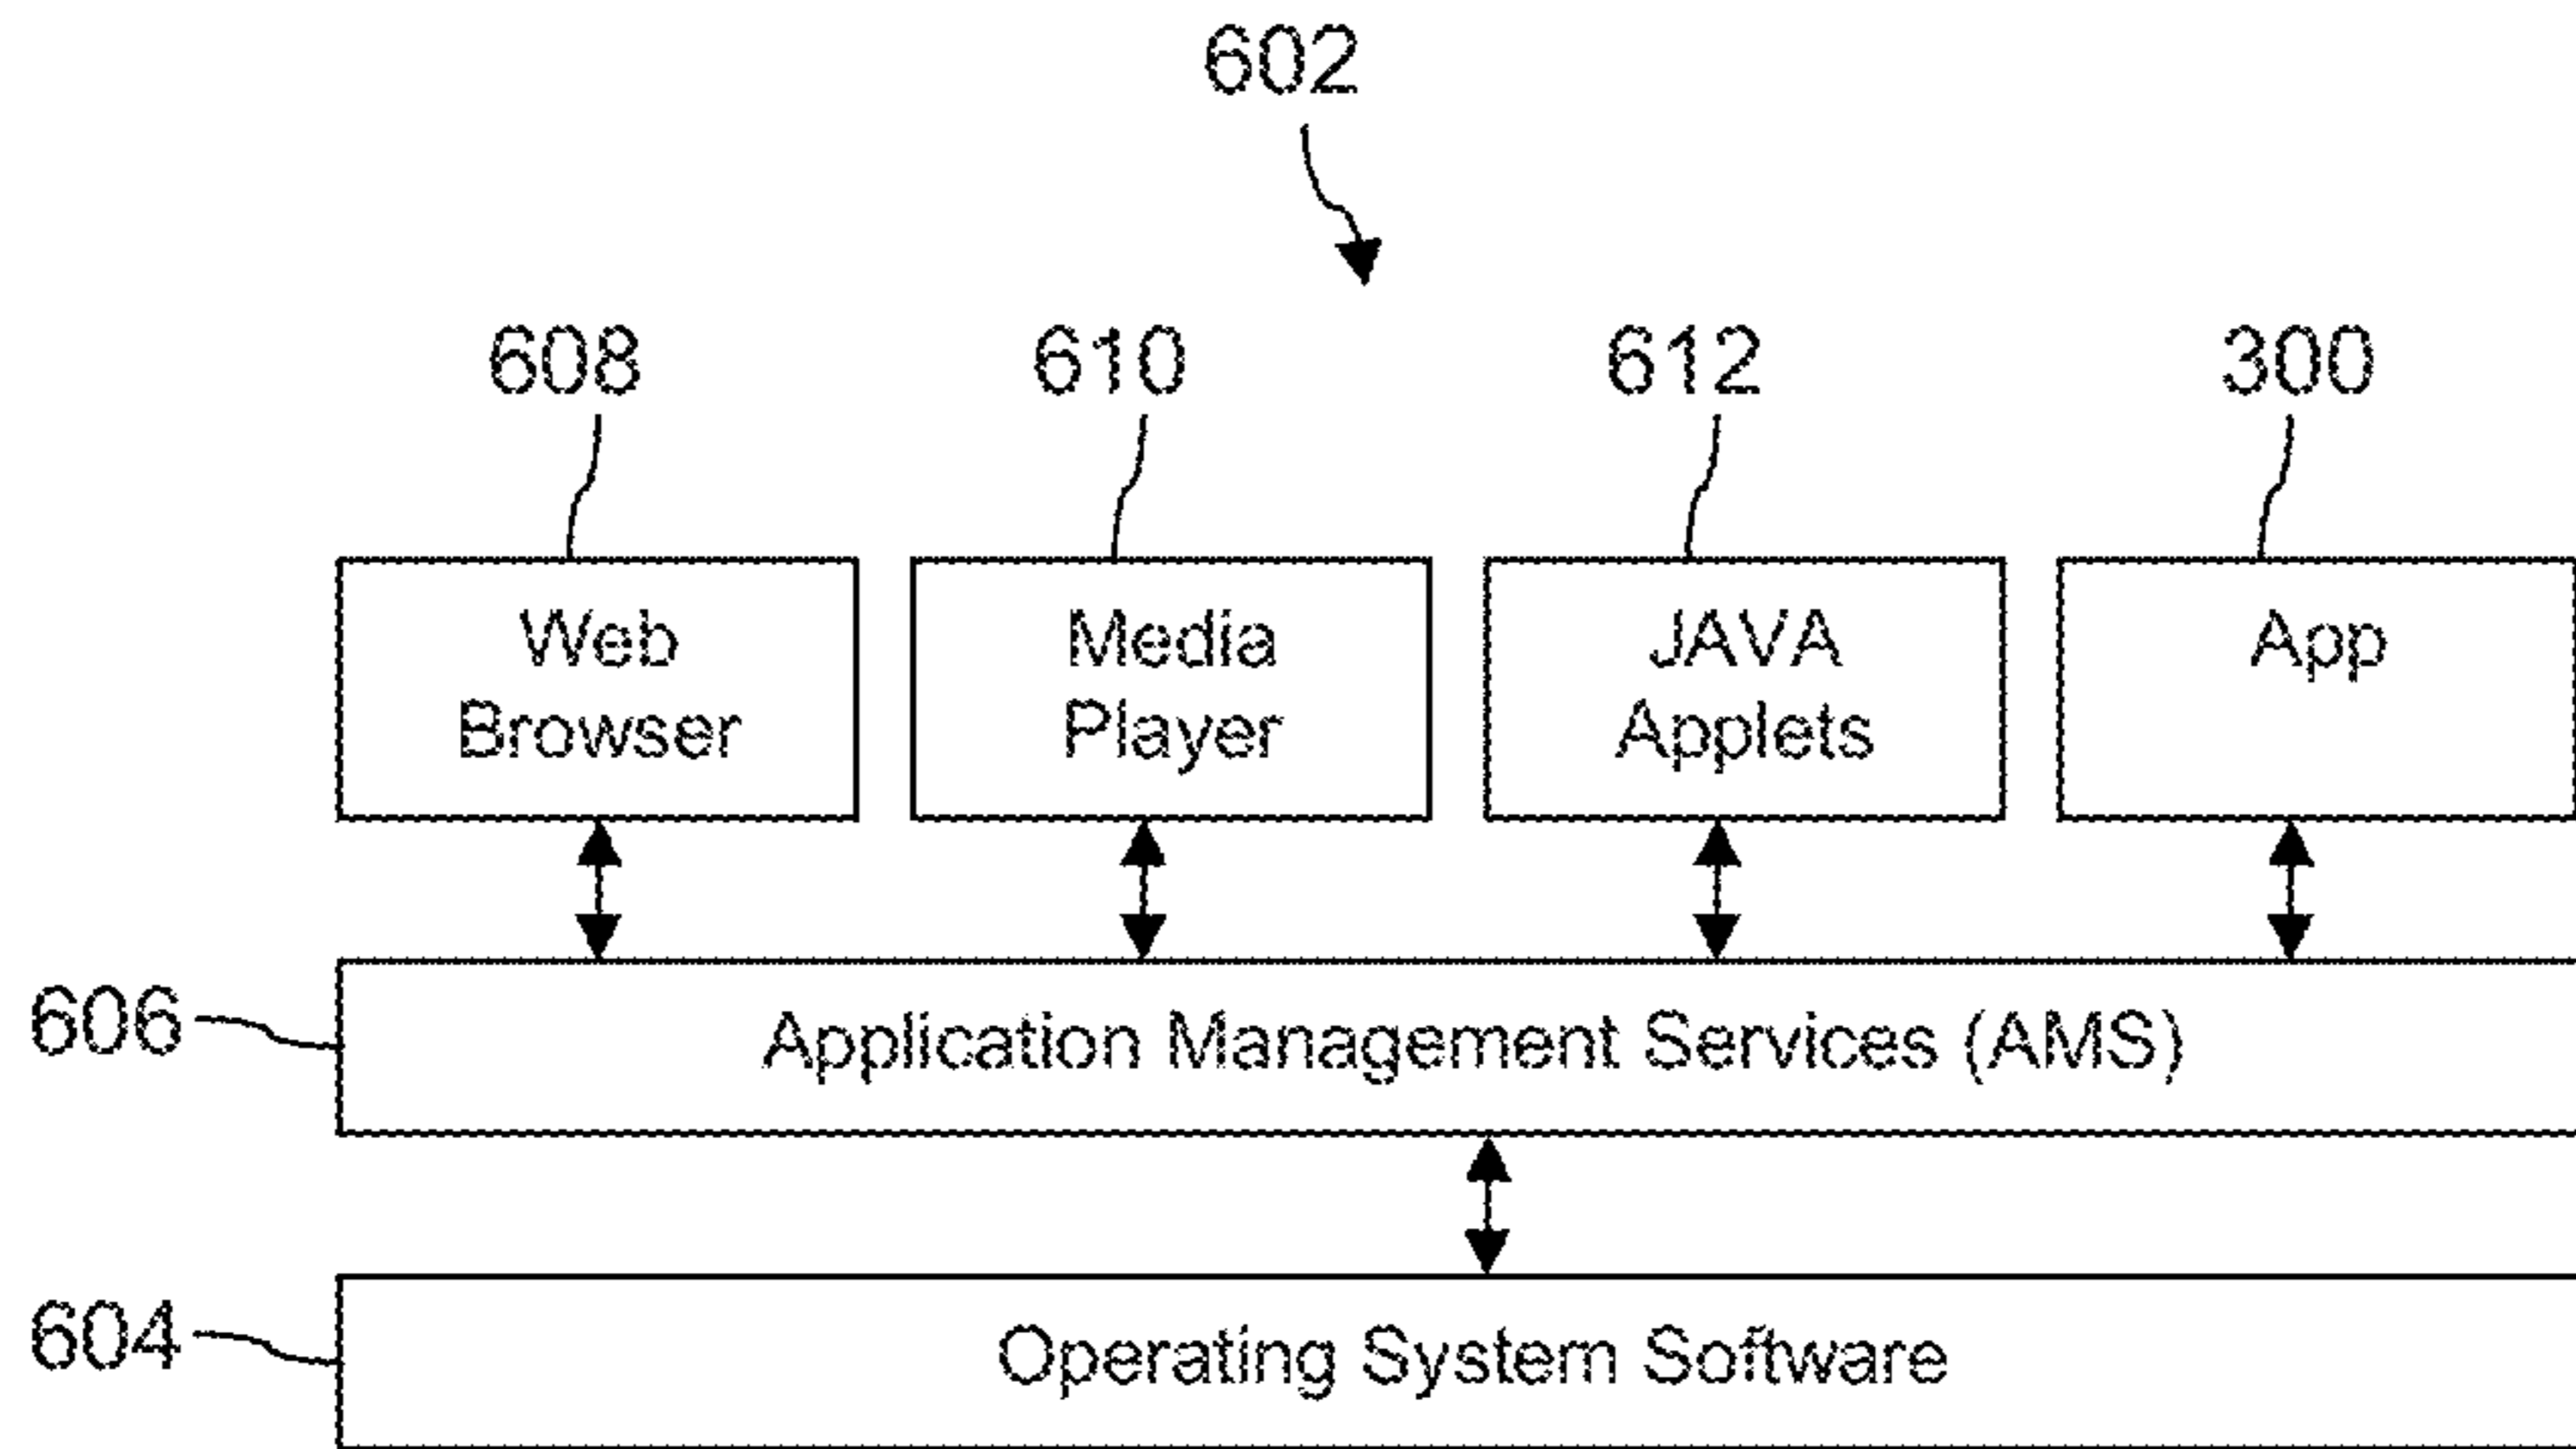 602
608
610
612
300
Web
Browser
Media
Player
JAVA
Applets
App
606
Application Management Services (AMS)
604
Operating System Software